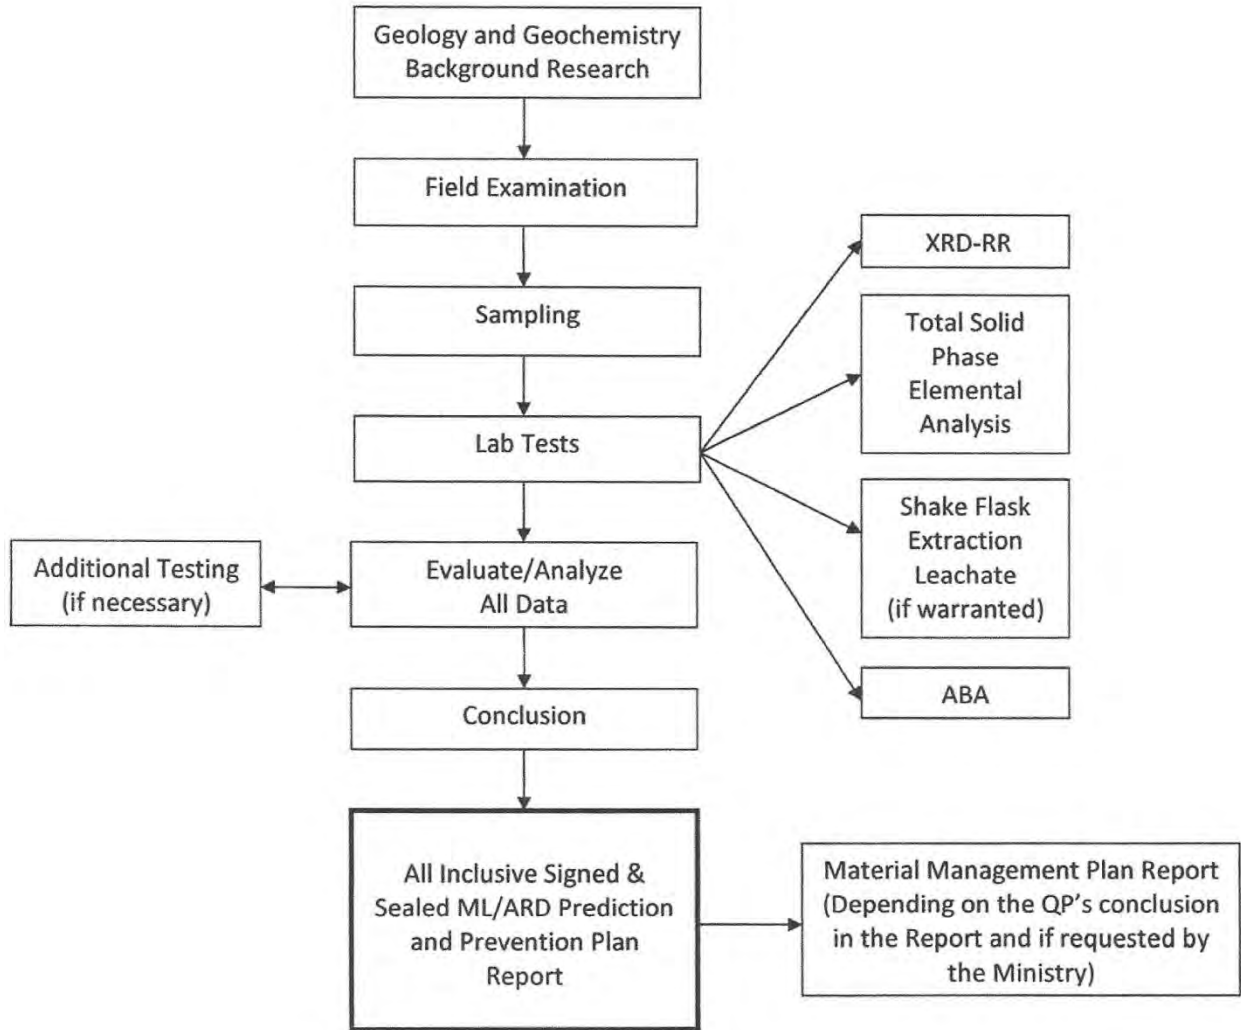 Geology and Geochemistry
Background Research
Field Examination
Sampling
Lab Tests
XRD-RR
Total Solid
Phase
Elemental
Analysis
Shake Flask
Extraction
Leachate
(if warranted)
ABA
Additional Testing
(if necessary)
Evaluate/Analyze
All Data
Conclusion
All Inclusive Signed &
Sealed ML/ARD Prediction
and Prevention Plan
Report
Material Management Plan Report
(Depending on the QP's conclusion
in the Report and if requested by
the Ministry)